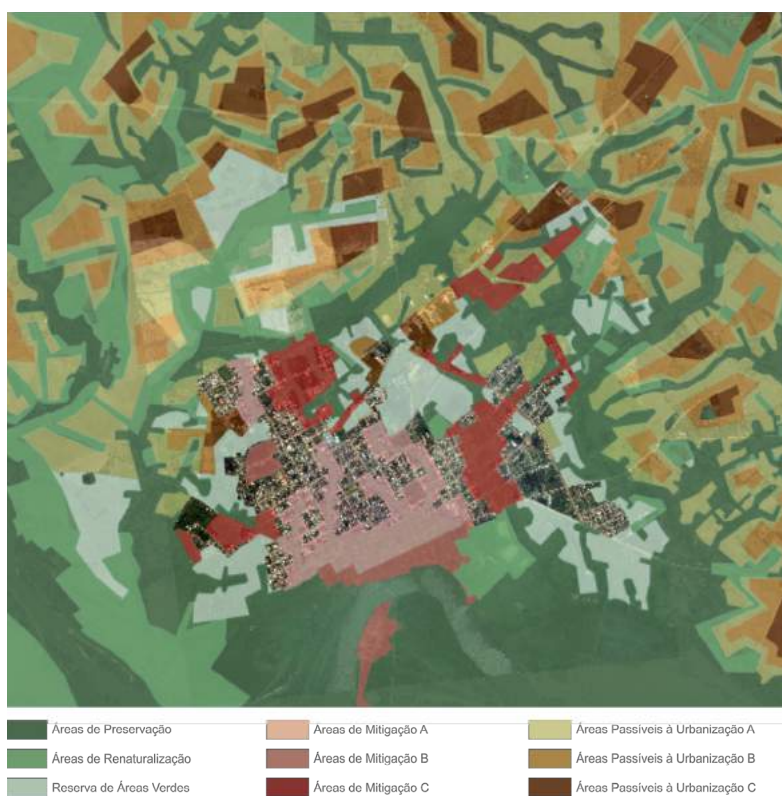 Áreas de Preservação
Áreas de Mitigação A
Áreas Passíveis à Urbanização A
Áreas de Renaturalização
Áreas de Mitigação B
Áreas Passíveis à Urbanização B
Reserva de Áreas Verdes
Áreas de Mitigação C
Áreas Passíveis à Urbanização C